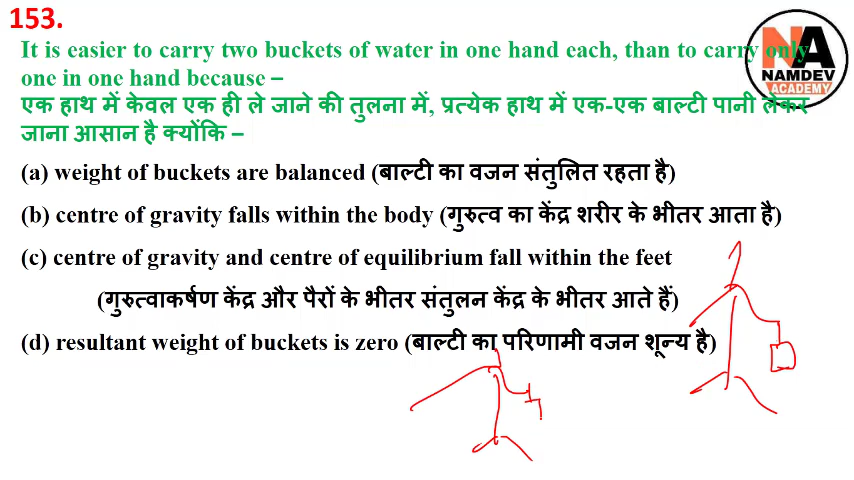 153.
It is easier to carry two buckets of water in one hand each, than to carry only
one in one hand because –
एक हाथ में केवल एक ही ले जाने की तुलना में, प्रत्येक हाथ में एक-एक बाल्टी पानी लेकर
जाना आसान है क्योंकि –
(a) weight of buckets are balanced (बाल्टी का वजन संतुलित रहता है)
(b) centre of gravity falls within the body (गुरुत्व का केंद्र शरीर के भीतर आता है)
(c) centre of gravity and centre of equilibrium fall within the feet
(गुरुत्वाकर्षण केंद्र और पैरों के भीतर संतुलन केंद्र के भीतर आते हैं)
(d) resultant weight of buckets is zero (बाल्टी का परिणामी वजन शून्य है)
NA
NAMDEV
ACADEMY